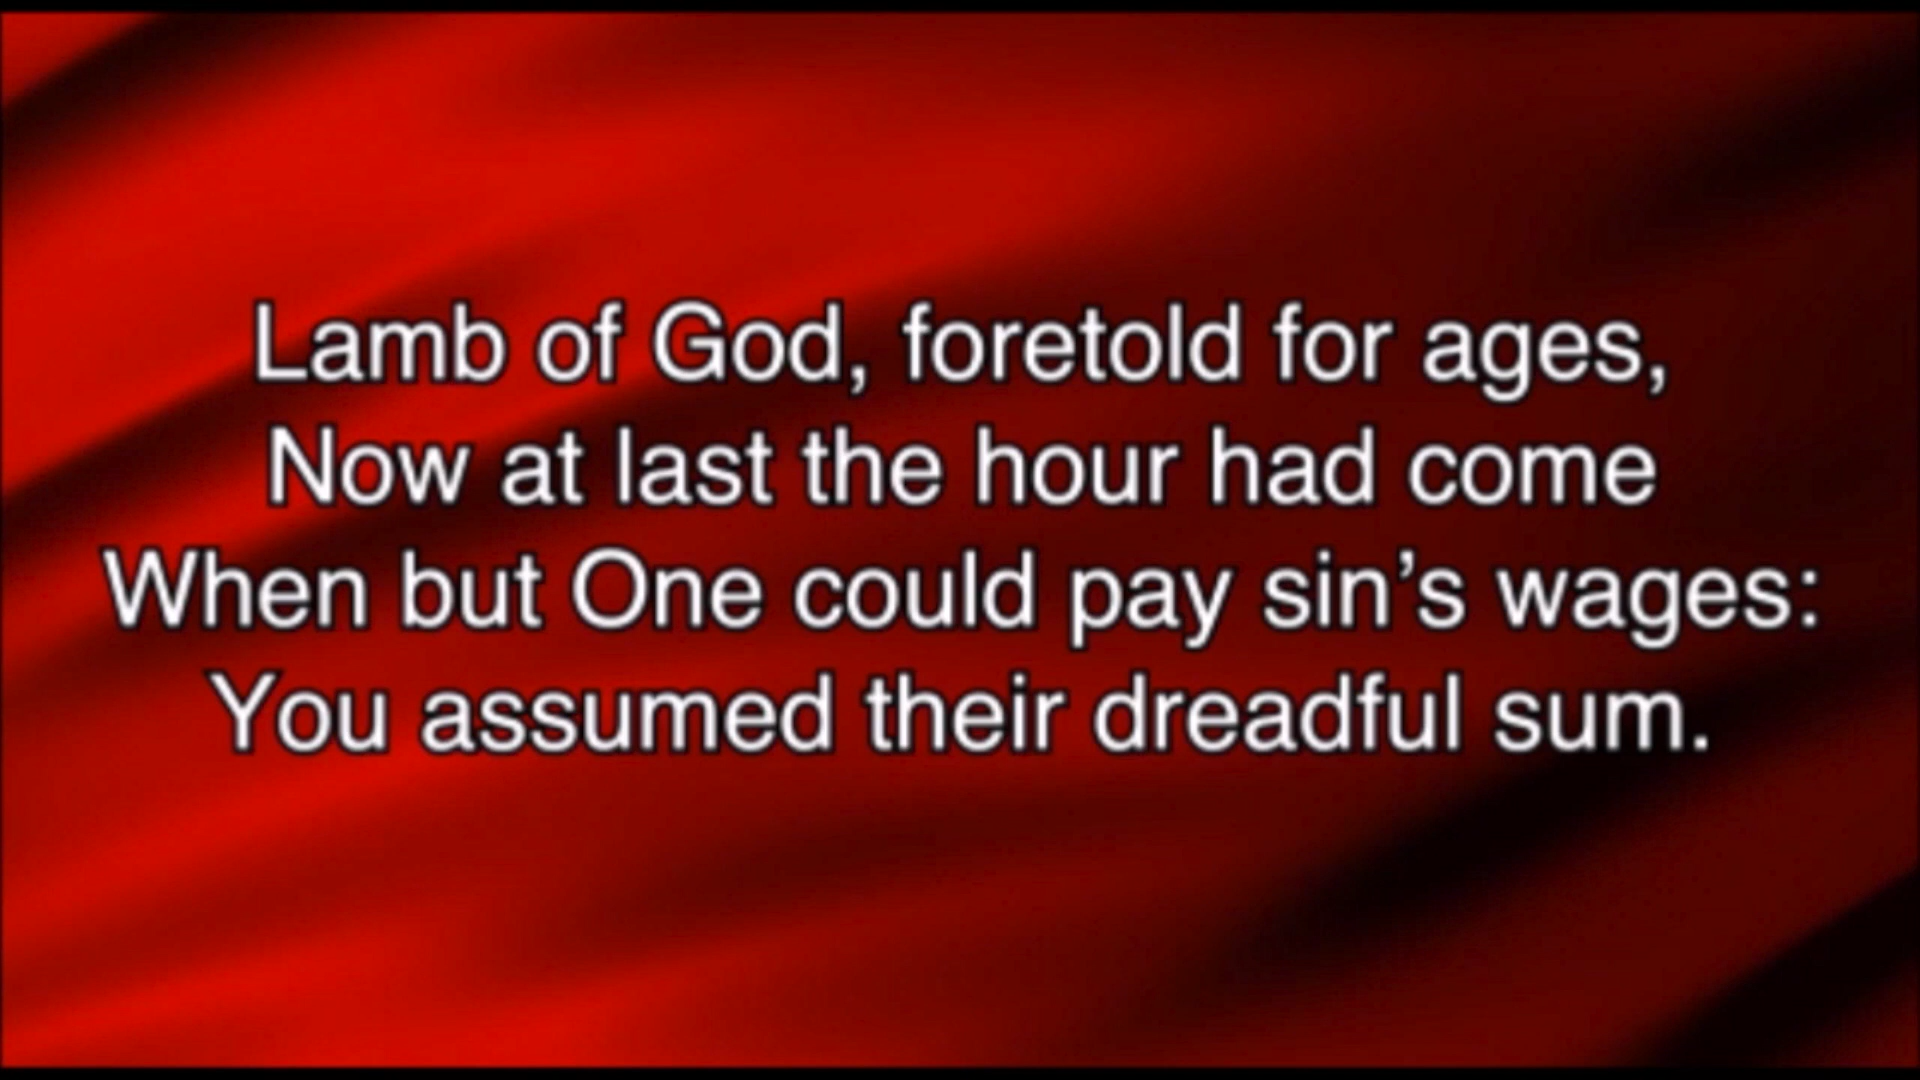 Lamb of God, foretold for ages,
Now at last the hour had come
When but One could pay sin’s wages:
You assumed their dreadful sum.